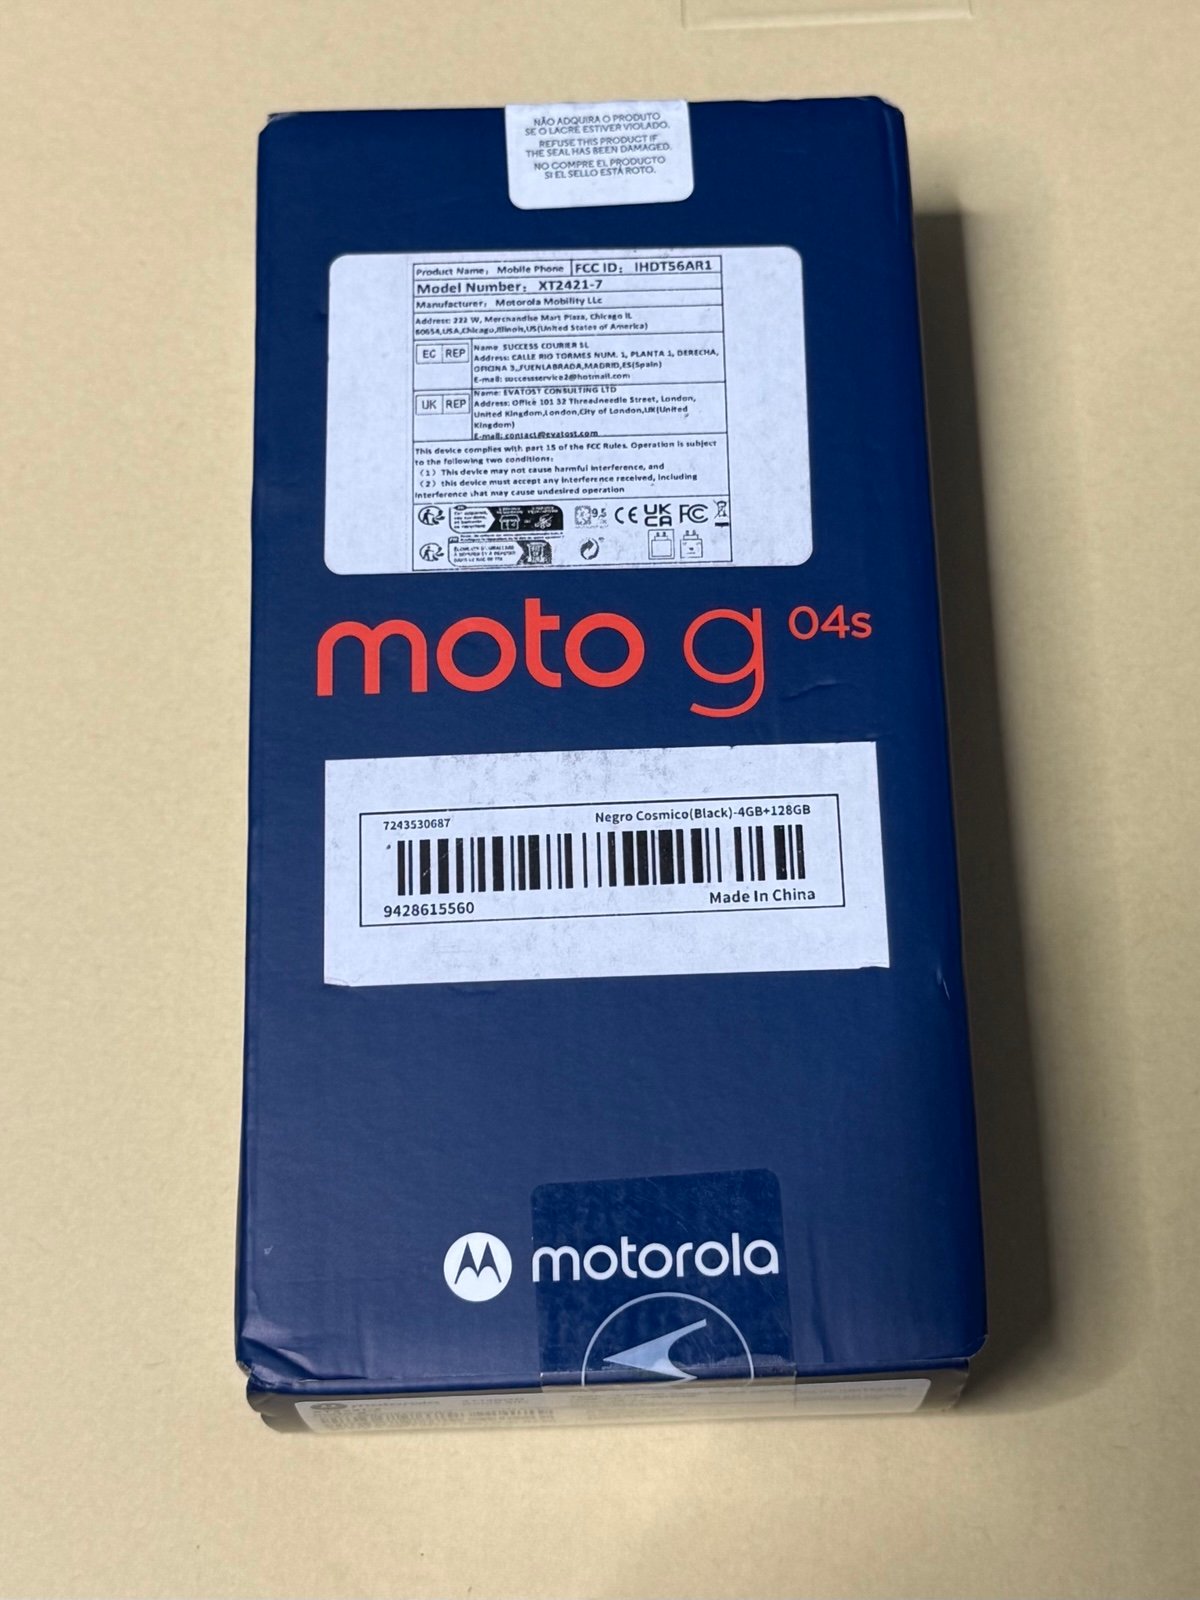 NÃO ADQUIRA O PRODUTO
SE O LACRE ESTIVER VIOLADO.
REFUSE THIS PRODUCT IF
THE SEAL HAS BEEN DAMAGED.
NO COMPRE EL PRODUCTO
SI EL SELLO ESTÁ ROTO.
Product Name: Mobile Phone FCC ID: IHDT56AR1
Model Number: XT2421-7
Manufacturer: Motorola Mobility LLc
Address: 222 W, Merchandise Mart Plaza, Chicago IL
60654,USA,Chicago,Illinois,US(United States of America)
EC REP
Name: SUCCESS COURIER SL
Address: CALLE RIO TORMES NUM. 1, PLANTA 1, DERECHA,
OFICINA 3,,FUENLABRADA,MADRID,ES(Spain)
E-mail: successservice2@hotmail.com
UK REP
Name: EVATOST CONSULTING LTD
Address: Office 101 32 Threadneedle Street, London,
United Kingdom,London,City of London,UK(United
Kingdom)
E-mail: contact@evatost.com
This device complies with part 15 of the FCC Rules. Operation is subject
to the following two conditions:
(1) This device may not cause harmful interference, and
(2) this device must accept any interference received, including
interference that may cause undesired operation
9,5 CE UK CA FC
moto g 04s
7243530687 Negro Cosmico(Black)-4GB+128GB
9428615560 Made In China
motorola
motorola